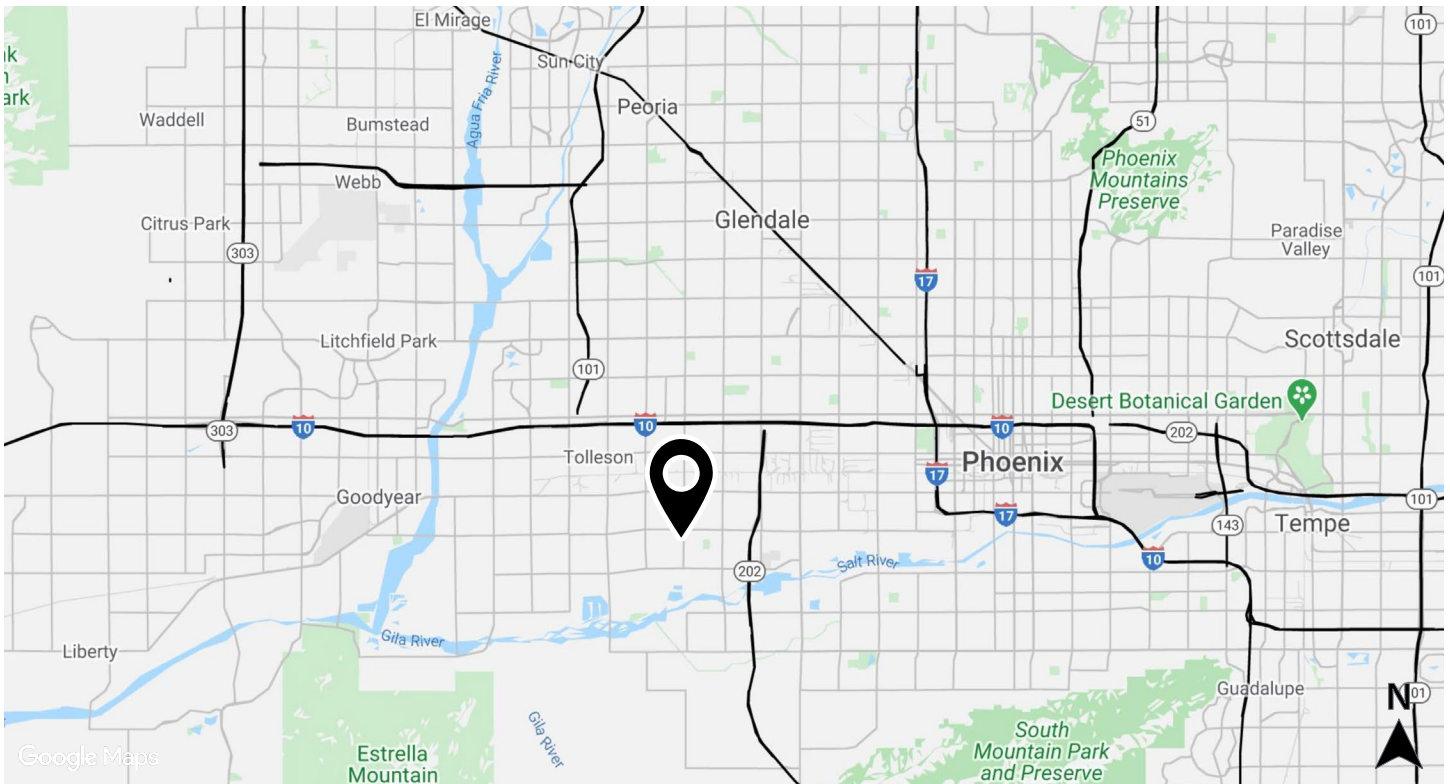 El Mirage
101
k
n
ark
Sun City
Agua Fria River
Peoria
Waddell
Bumstead
51
Phoenix
Mountains
Preserve
Webb
Glendale
Citrus Park
Paradise
Valley
303
17
101
Litchfield Park
Scottsdale
101
Desert Botanical Garden
303
10
10
10
202
Tolleson
Phoenix
17
Goodyear
101
17
143
Tempe
202
Salt River
10
Gila River
Liberty
Guadalupe
N
01
Gila River
South
Mountain Park
and Preserve
Estrella
Mountain
Google Maps